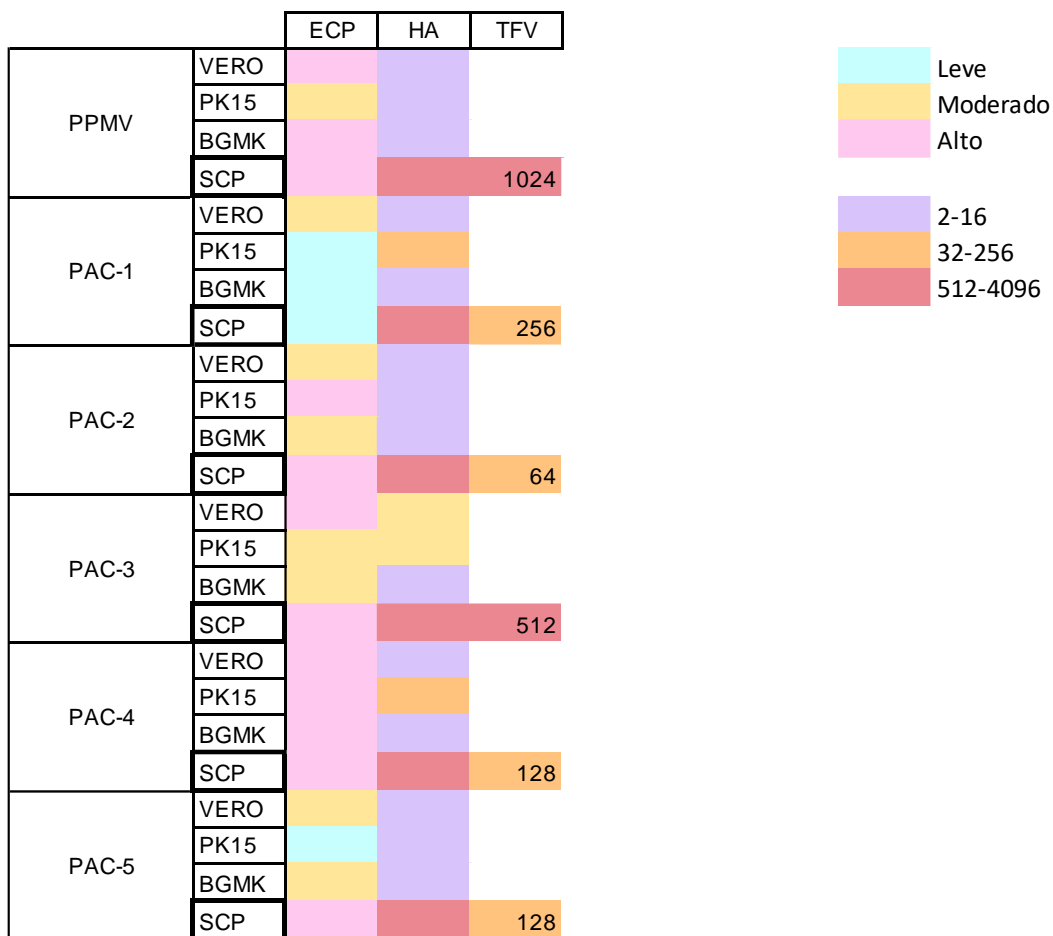 ECP HA TFV
PPMV
VERO
PK15
BGMK
SCP 1024
PAC-1
VERO
PK15
BGMK
SCP 256
PAC-2
VERO
PK15
BGMK
SCP 64
PAC-3
VERO
PK15
BGMK
SCP 512
PAC-4
VERO
PK15
BGMK
SCP 128
PAC-5
VERO
PK15
BGMK
SCP 128
Leve
Moderado
Alto
2-16
32-256
512-4096